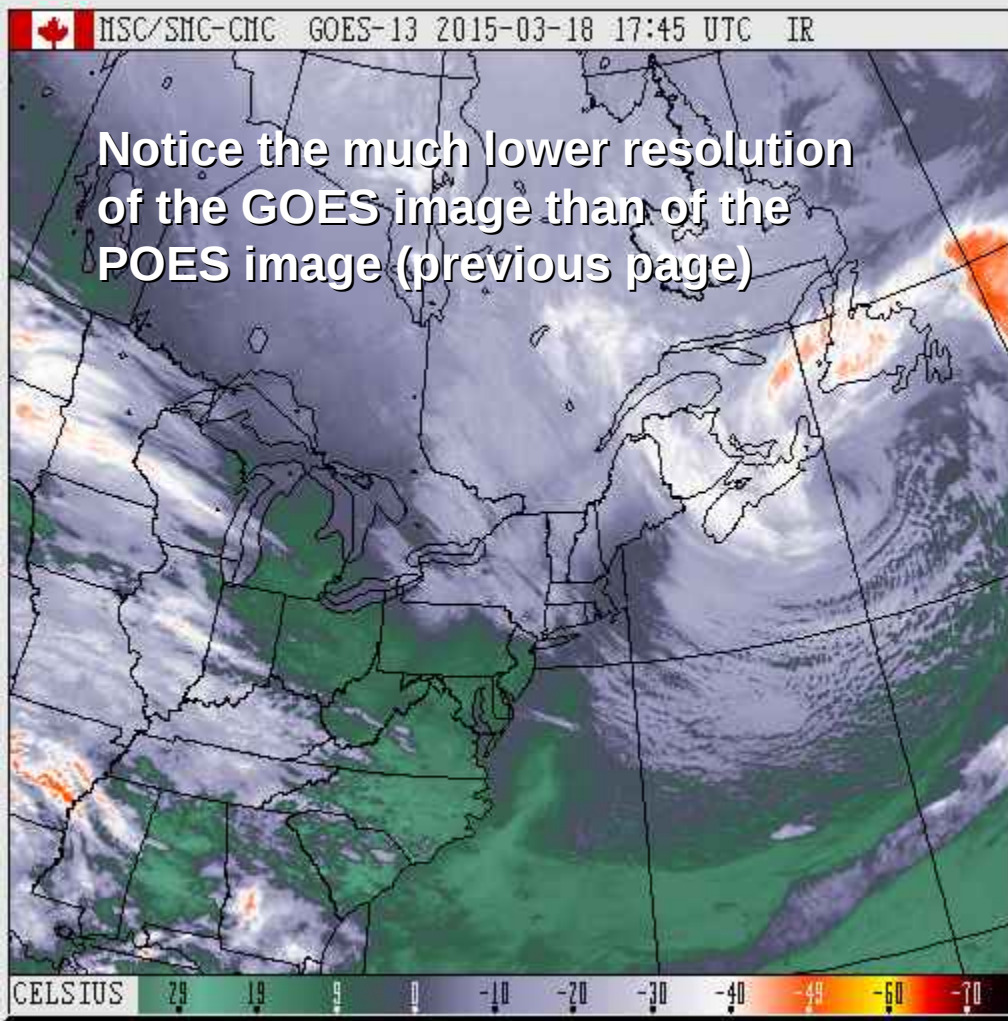 MSC/SMC-CMC GOES-13 2015-03-18 17:45 UTC IR
Notice the much lower resolution
of the GOES image than of the
POES image (previous page)
CELSIUS 29 19 9 0 -10 -20 -30 -40 -49 -60 -70